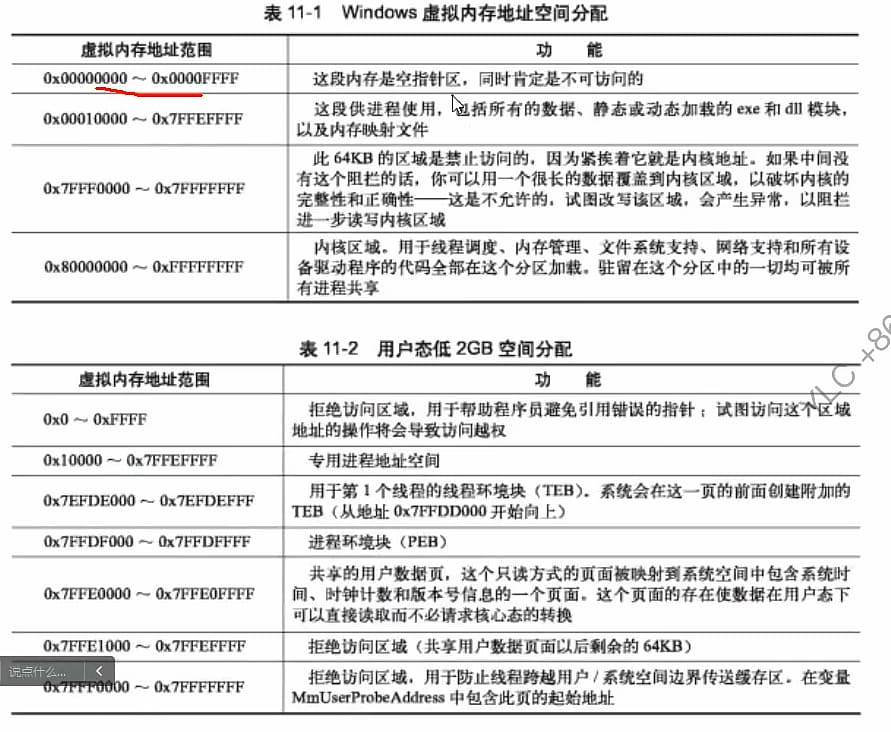 表 11-1 Windows 虚拟内存地址空间分配
虚拟内存地址范围 功 能
0x00000000 ~ 0x0000FFFF 这段内存是空指针区，同时肯定是不可访问的
0x00010000 ~ 0x7FFEFFFF 这段供进程使用，包括所有的数据、静态或动态加载的 exe 和 dll 模块，
以及内存映射文件
此 64KB 的区域是禁止访问的，因为紧挨着它就是内核地址。如果中间没
0x7FFF0000 ~ 0x7FFFFFFF 有这个阻拦的话，你可以用一个很长的数据覆盖到内核区域，以破坏内核的
完整性和正确性——这是不允许的，试图改写该区域，会产生异常，以阻拦
进一步读写内核区域
内核区域。用于线程调度、内存管理、文件系统支持、网络支持和所有设
0x80000000 ~ 0xFFFFFFFF 备驱动程序的代码全部在这个分区加载。驻留在这个分区中的一切均可被所
有进程共享
表 11-2 用户态低 2GB 空间分配
虚拟内存地址范围 功 能
0x0 ~ 0xFFFF 拒绝访问区域，用于帮助程序员避免引用错误的指针；试图访问这个区域
地址的操作将会导致访问越权
0x10000 ~ 0x7FFEFFFF 专用进程地址空间
0x7EFDE000 ~ 0x7EFDEFFF 用于第 1 个线程的线程环境块（TEB）。系统会在这一页的前面创建附加的
TEB（从地址 0x7FFDD000 开始向上）
0x7FFDF000 ~ 0x7FFDFFFF 进程环境块（PEB）
共享的用户数据页，这个只读方式的页面被映射到系统空间中包含系统时
0x7FFE0000 ~ 0x7FFE0FFFF 间、时钟计数和版本号信息的一个页面。这个页面的存在使数据在用户态下
可以直接读取而不必请求核心态的转换
0x7FFE1000 ~ 0x7FFEFFFF 拒绝访问区域（共享用户数据页面以后剩余的 64KB）
说点什么...
0x7FFF0000 ~ 0x7FFFFFFF 拒绝访问区域，用于防止线程跨越用户 / 系统空间边界传送缓存区。在变量
MmUserProbeAddress 中包含此页的起始地址